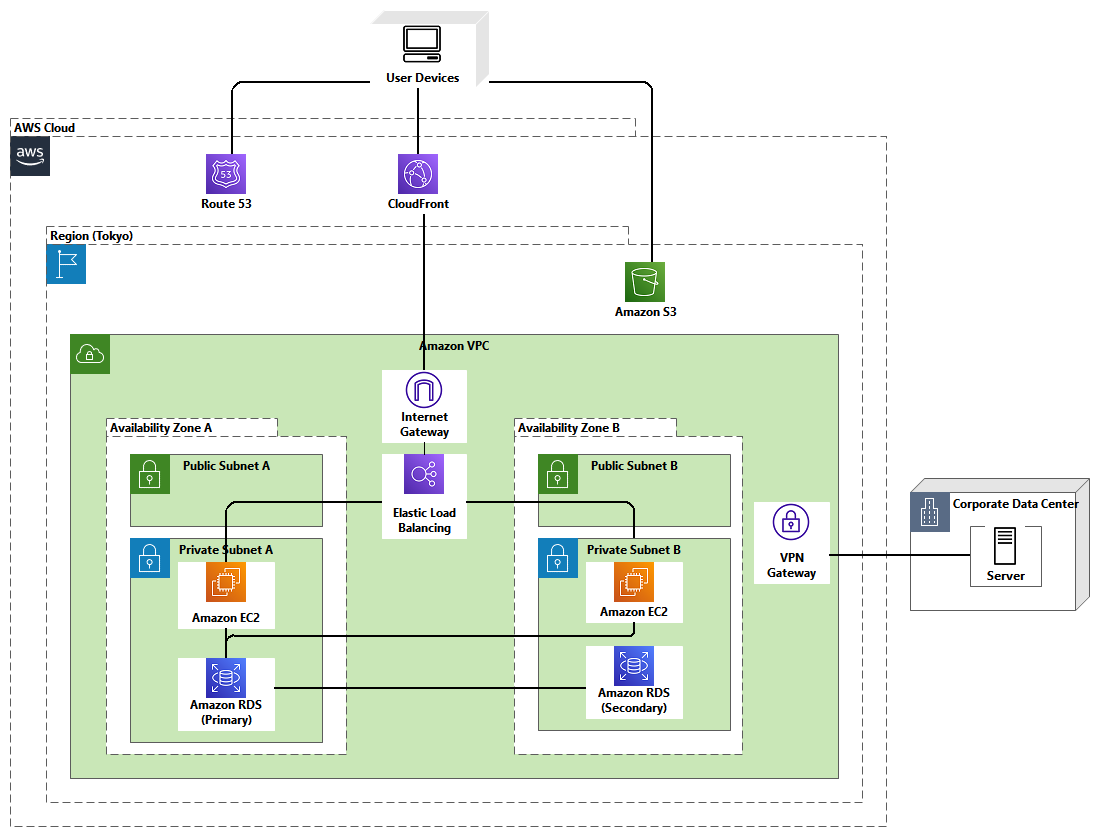 User Devices
AWS Cloud
aws
53
Route 53
CloudFront
Region (Tokyo)
Amazon S3
Amazon VPC
Internet
Gateway
Availability Zone A
Availability Zone B
Public Subnet A
Public Subnet B
Elastic Load
Balancing
Corporate Data Center
Private Subnet A
Private Subnet B
VPN
Gateway
Server
Amazon EC2
Amazon EC2
Amazon RDS
(Primary)
Amazon RDS
(Secondary)